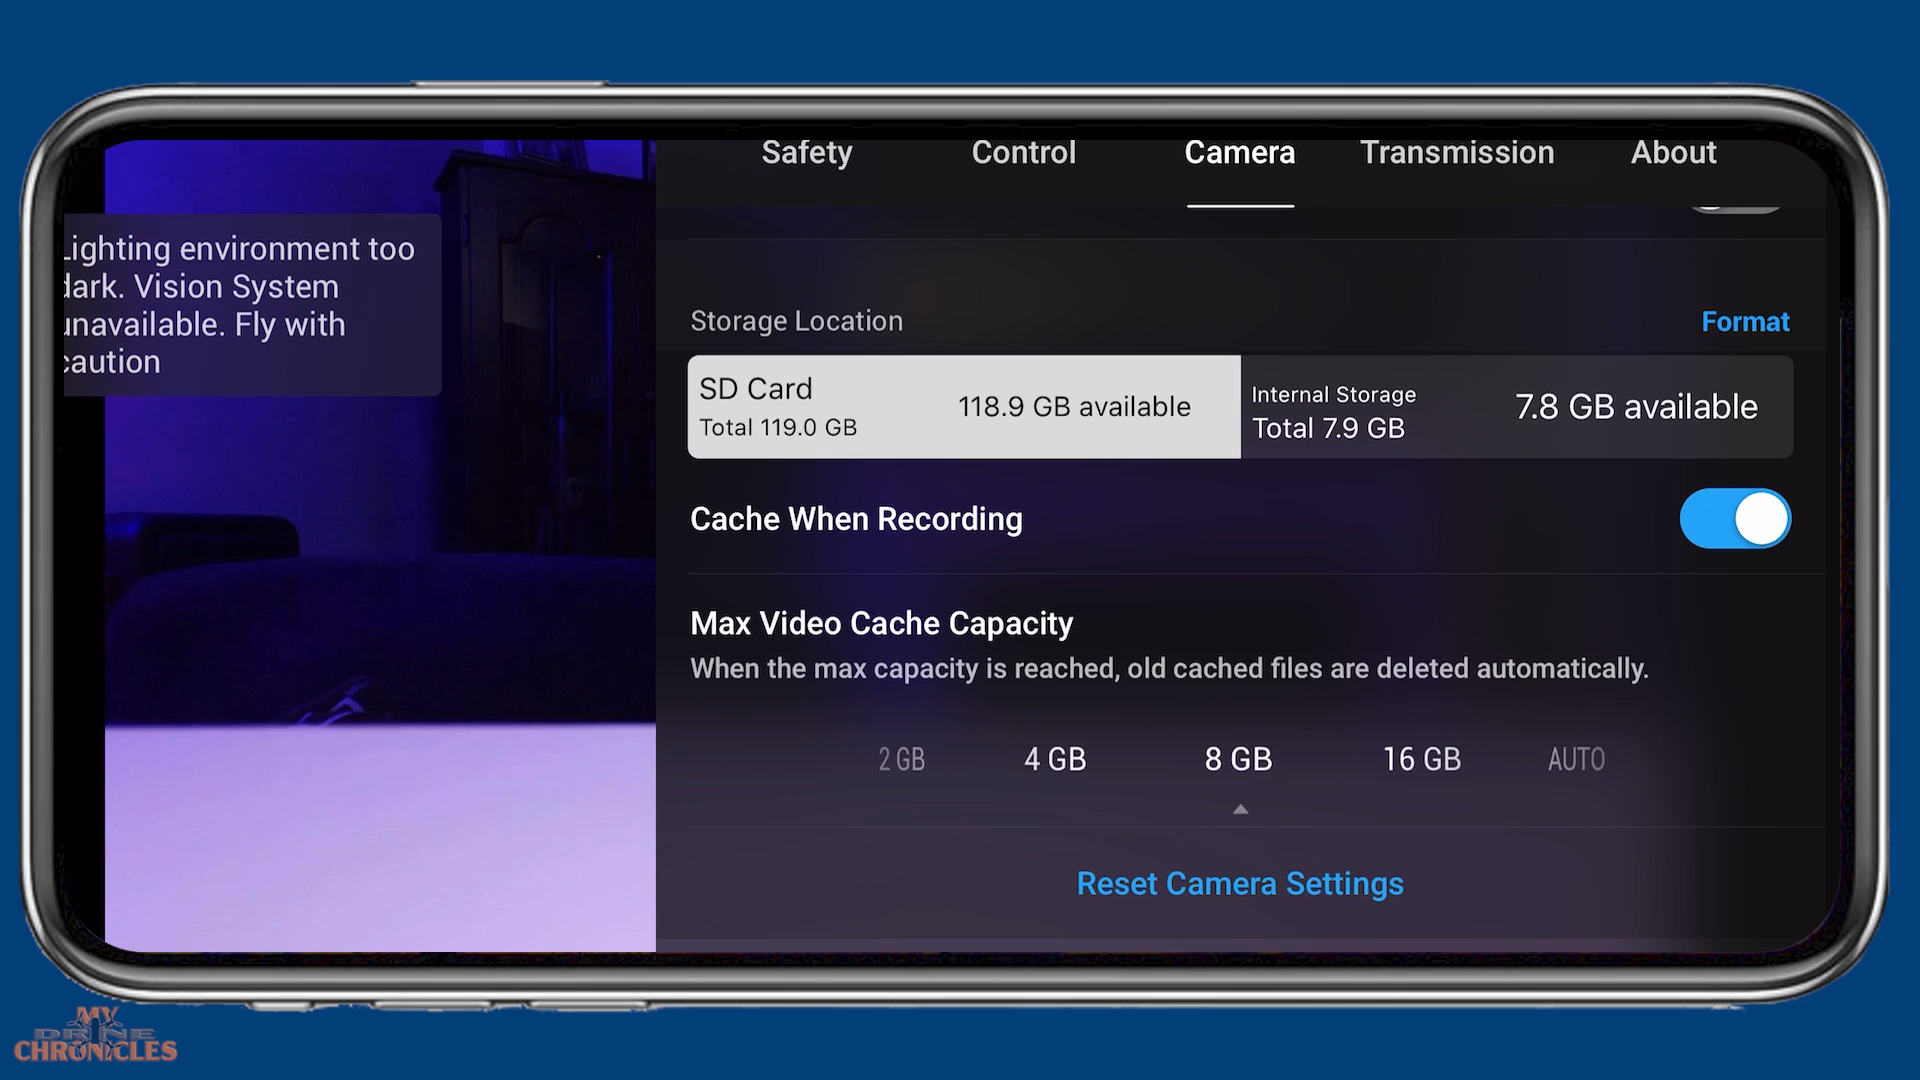 Safety Control Camera Transmission About
Lighting environment too
dark. Vision System
unavailable. Fly with
caution
Storage Location Format
SD Card
Total 119.0 GB
118.9 GB available
Internal Storage
Total 7.9 GB
7.8 GB available
Cache When Recording
Max Video Cache Capacity
When the max capacity is reached, old cached files are deleted automatically.
2 GB 4 GB 8 GB 16 GB AUTO
Reset Camera Settings
MY
DRONE
CHRONICLES